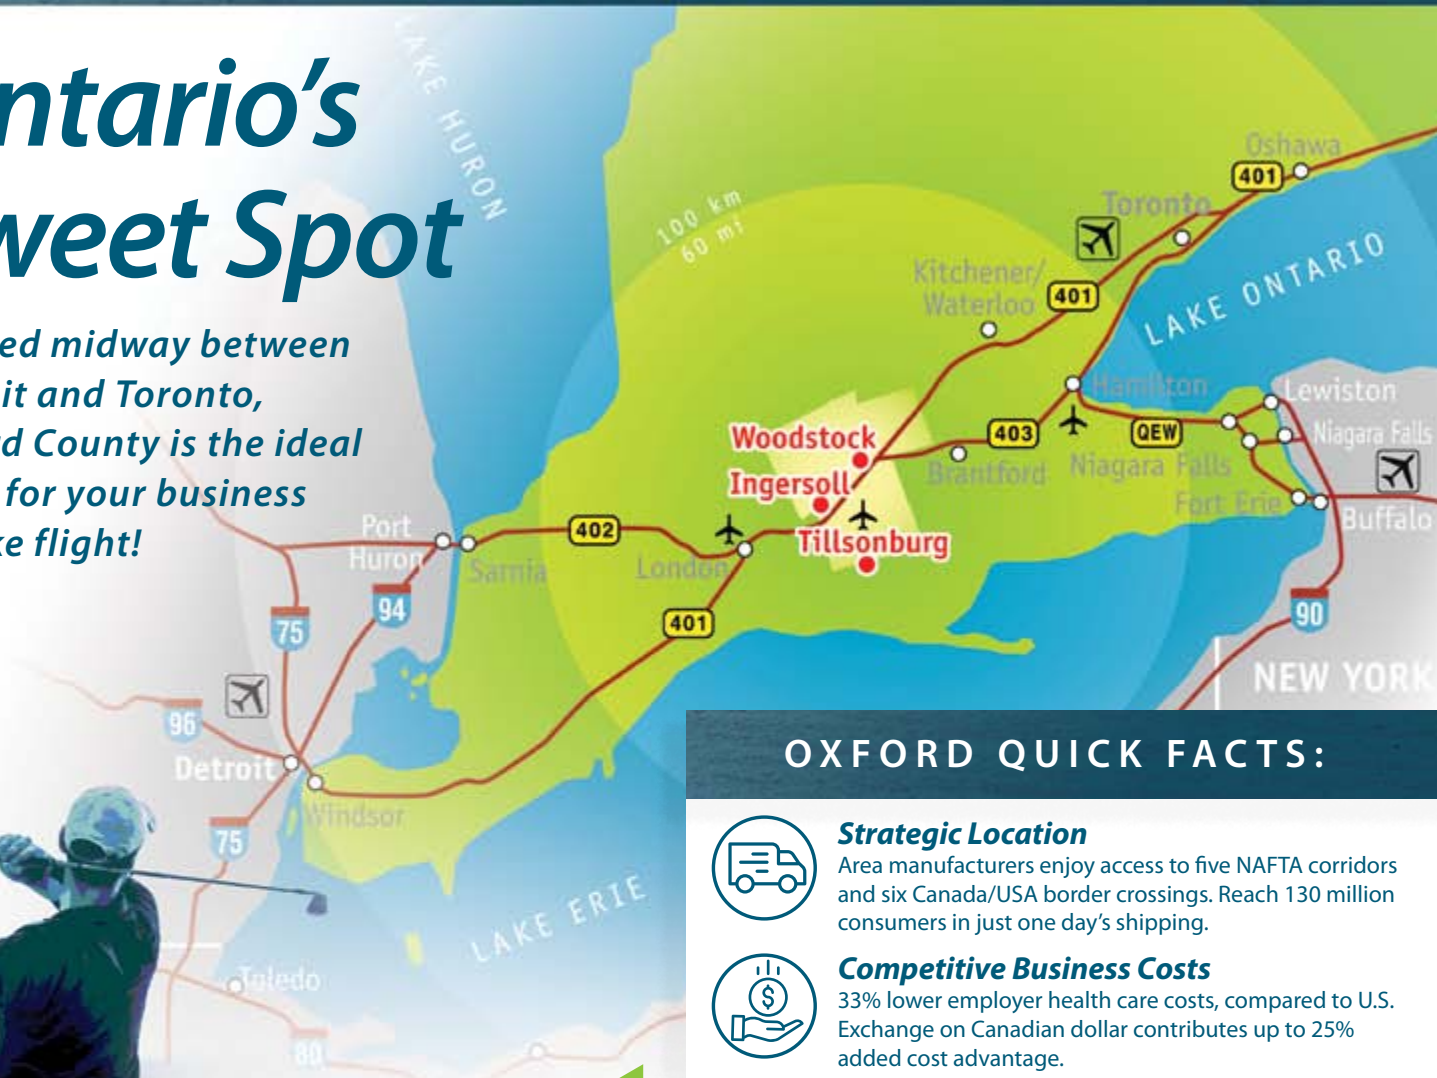 ntario's
weet Spot
ed midway between
it and Toronto,
d County is the ideal
for your business
ke flight!
LAKE HURON
100 km
60 mi
Oshawa
401
Toronto
Kitchener/
Waterloo
401
LAKE ONTARIO
Hamilton
Lewiston
Woodstock
403
QEW
Niagara Falls
Brantford
Niagara Falls
Ingersoll
Fort Erie
Buffalo
Port
Huron
402
Tillsonburg
Sarnia
London
94
75
401
90
NEW YORK
96
Detroit
Windsor
75
LAKE ERIE
Toledo
80
OXFORD QUICK FACTS:
Strategic Location
Area manufacturers enjoy access to five NAFTA corridors
and six Canada/USA border crossings. Reach 130 million
consumers in just one day's shipping.
$
Competitive Business Costs
33% lower employer health care costs, compared to U.S.
Exchange on Canadian dollar contributes up to 25%
added cost advantage.